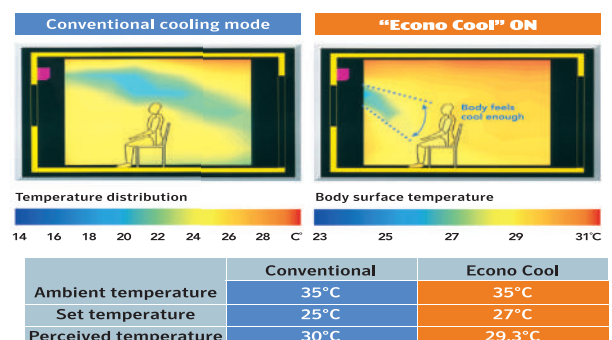 Conventional cooling mode
“Econo Cool” ON
Body feels
cool enough
Temperature distribution
14 16 18 20 22 24 26 28 C°
Body surface temperature
23 25 27 29 31°C
Conventional Econo Cool
Ambient temperature 35°C 35°C
Set temperature 25°C 27°C
Perceived temperature 30°C 29.3°C